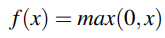 f(x) = max(0,x)